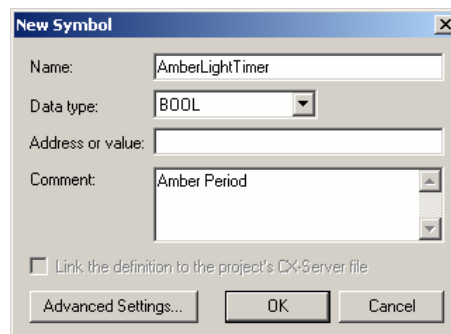 New Symbol
Name: AmberLightTimer
Data type: BOOL
Address or value:
Comment: Amber Period
Link the definition to the project's CX-Server file
Advanced Settings... OK Cancel